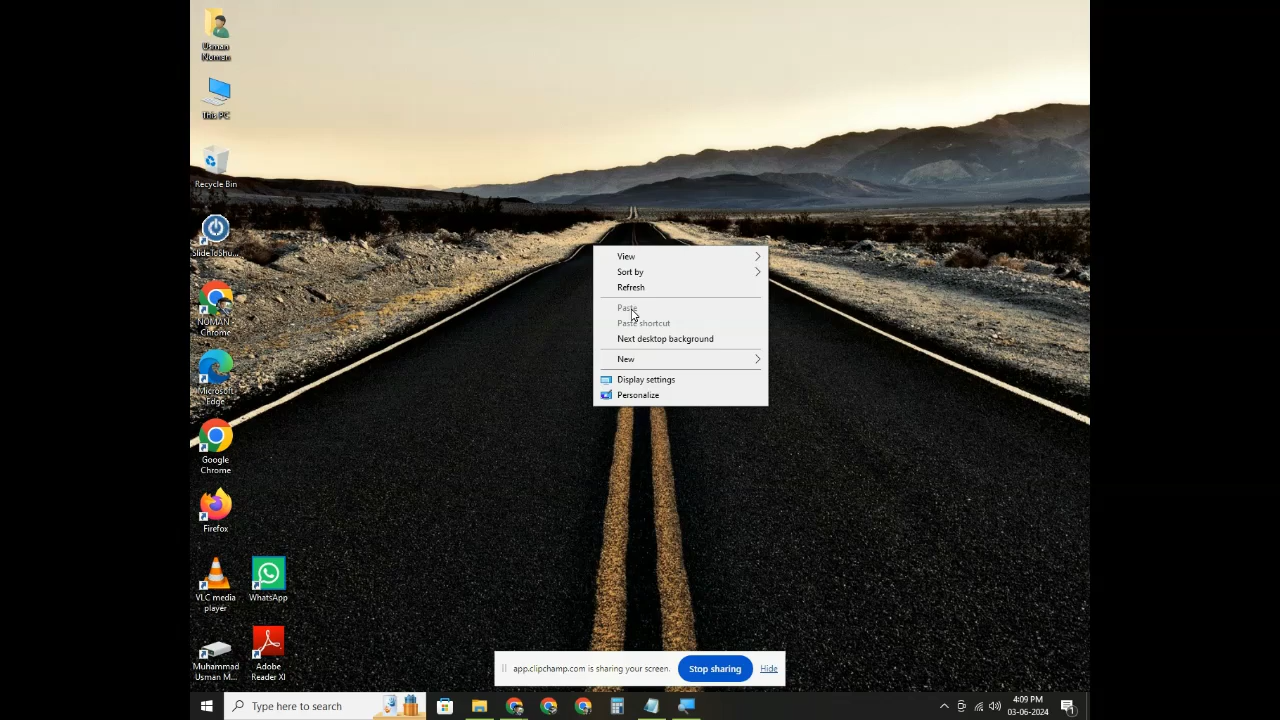 Usman
Noman
This PC
Recycle Bin
SlideToShu...
NOMAN -
Chrome
Microsoft
Edge
Google
Chrome
Firefox
VLC media
player
WhatsApp
Muhammad
Usman M...
Adobe
Reader XI
View
Sort by
Refresh
Paste
Paste shortcut
Next desktop background
New
Display settings
Personalize
app.clipchamp.com is sharing your screen.
Stop sharing
Hide
Type here to search
4:09 PM
03-06-2024
1